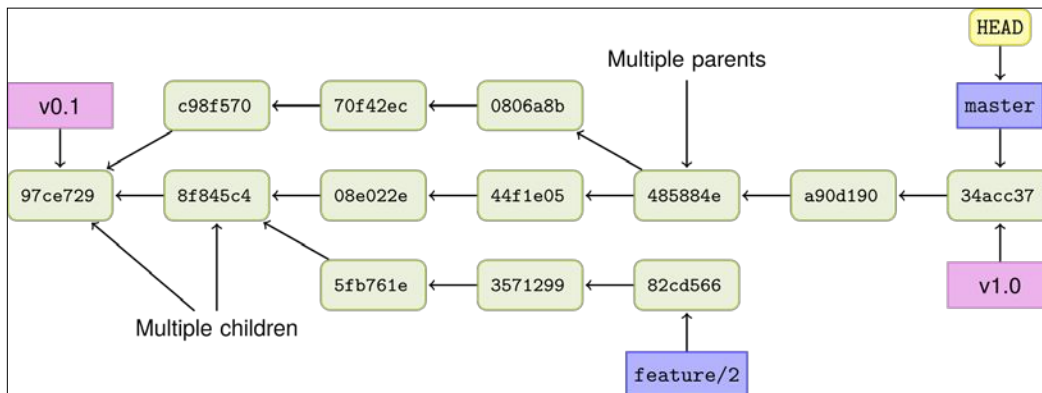 HEAD
Multiple parents
v0.1
c98f570
70f42ec
0806a8b
master
97ce729
8f845c4
08e022e
44f1e05
485884e
a90d190
34acc37
5fb761e
3571299
82cd566
v1.0
Multiple children
feature/2